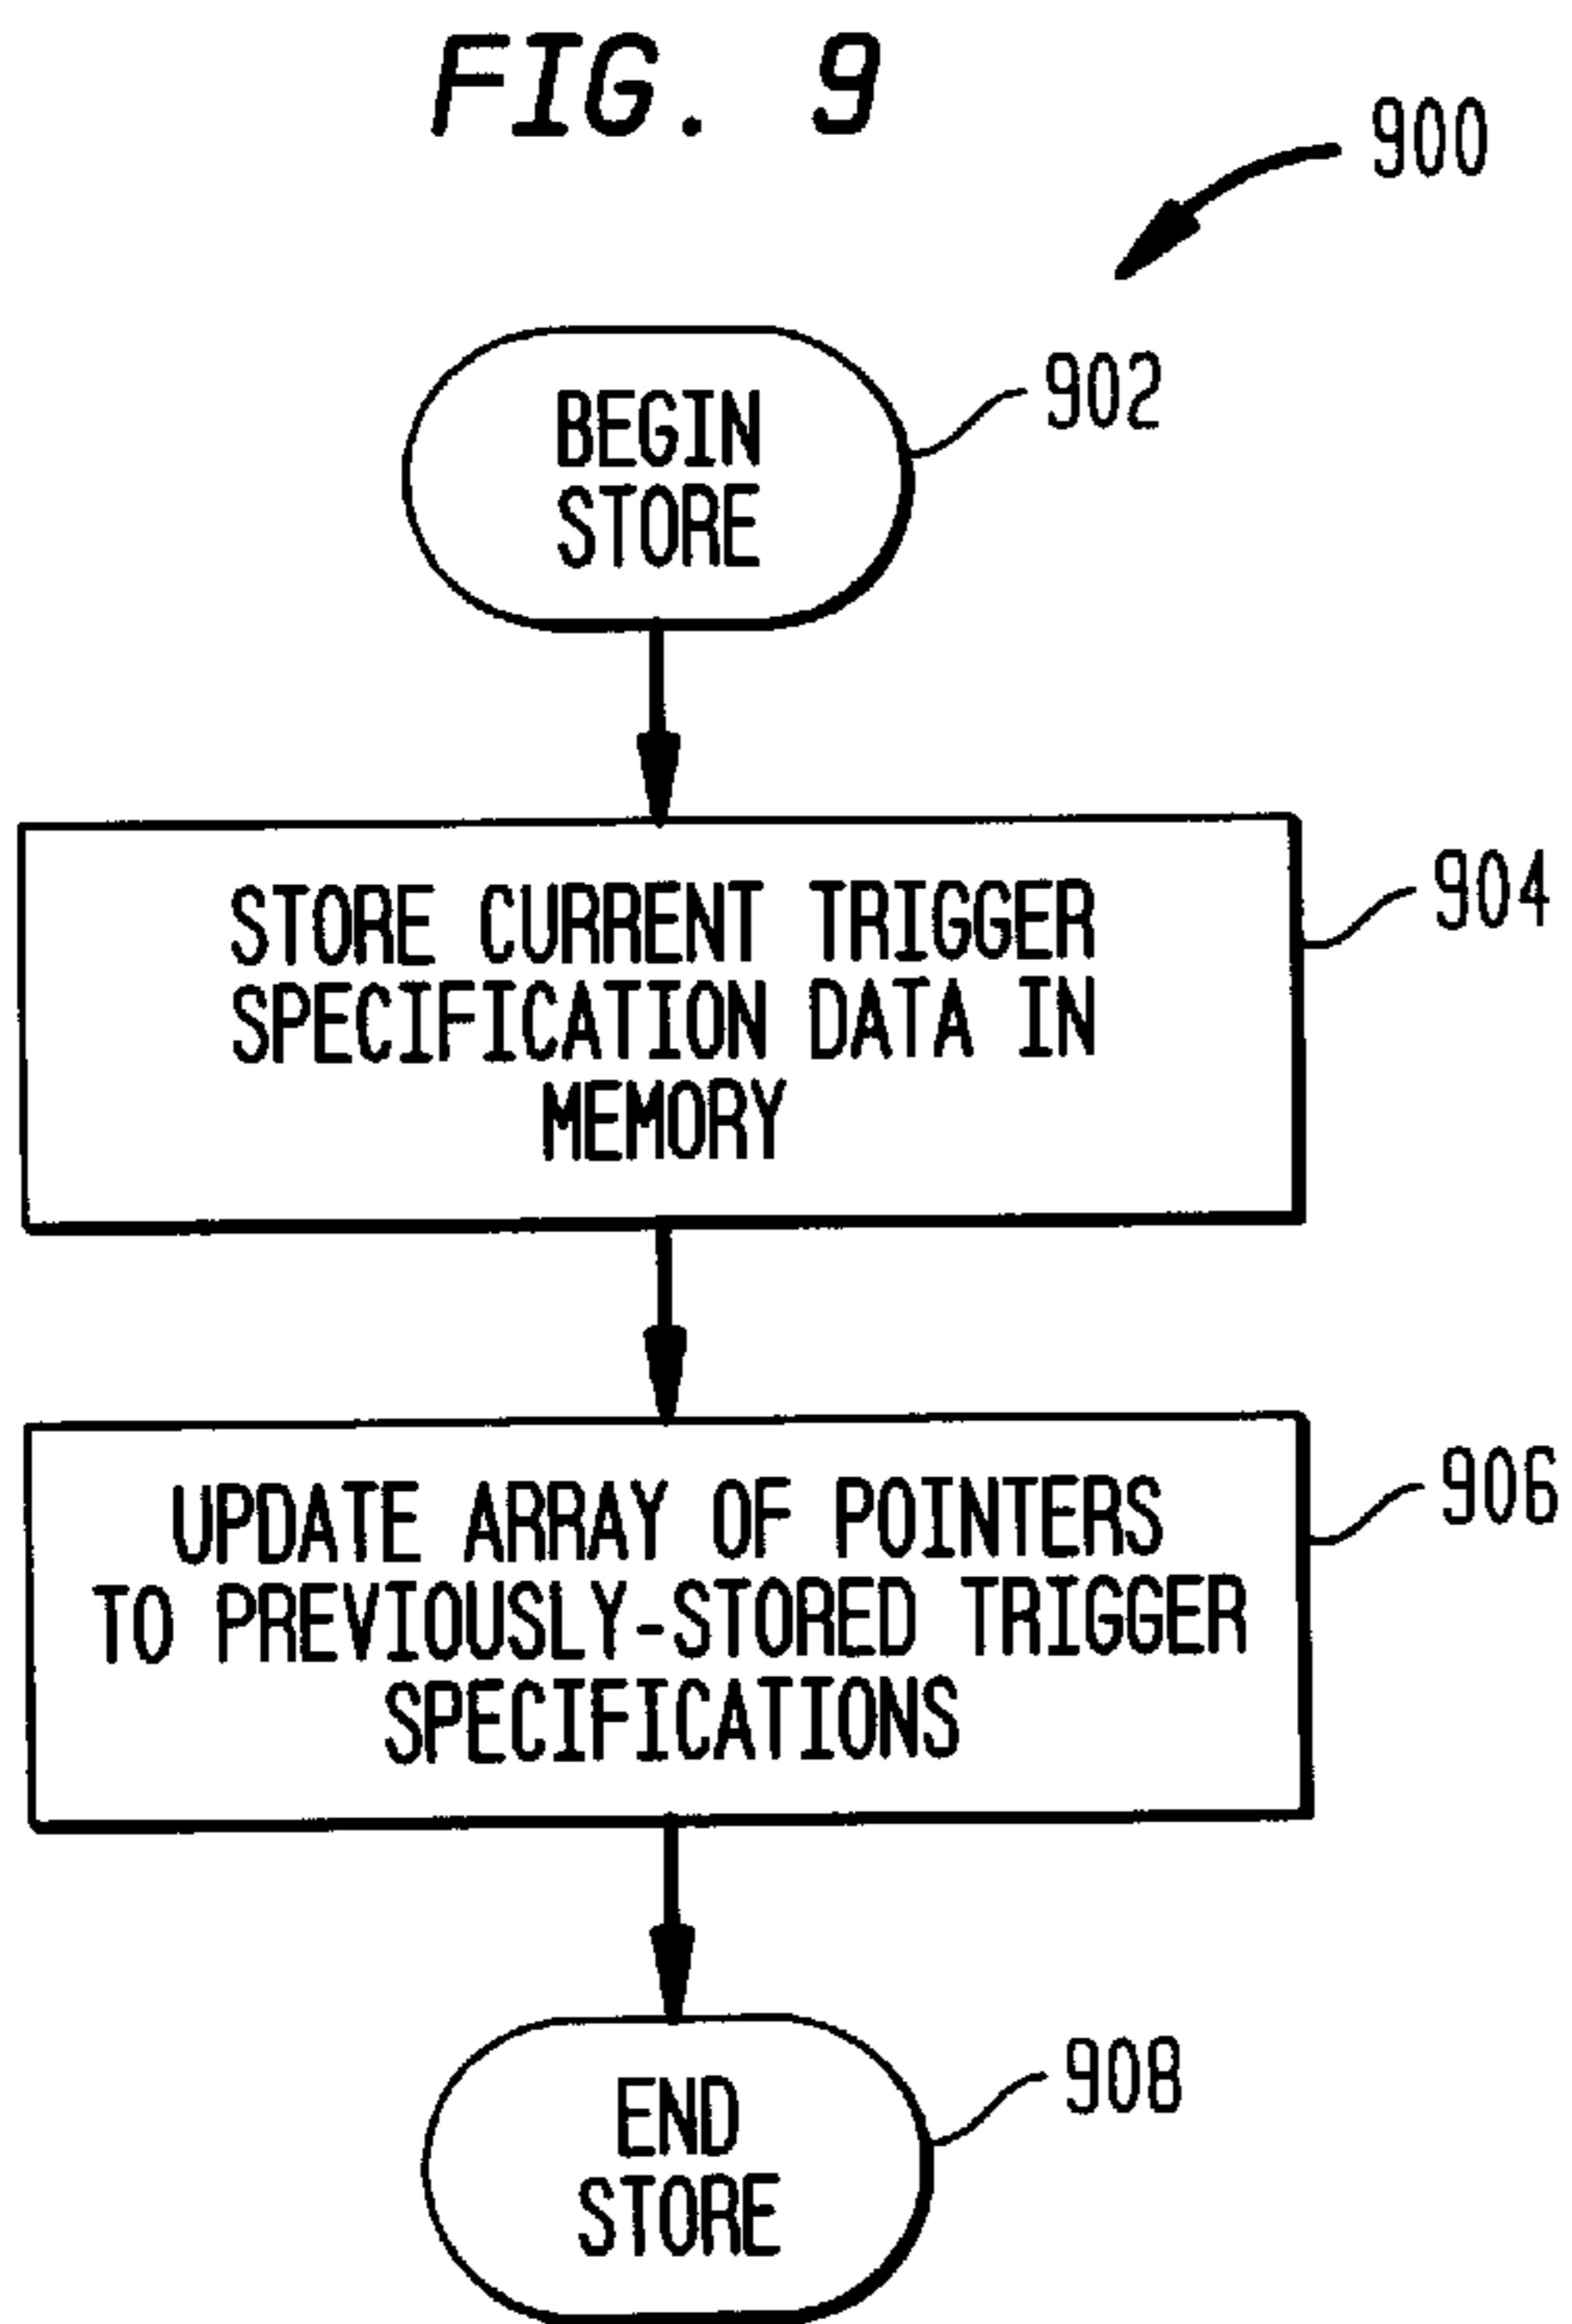 FIG. 9
900
BEGIN
STORE
902
STORE CURRENT TRIGGER
SPECIFICATION DATA IN
MEMORY
904
UPDATE ARRAY OF POINTERS
TO PREVIOUSLY-STORED TRIGGER
SPECIFICATIONS
906
END
STORE
908